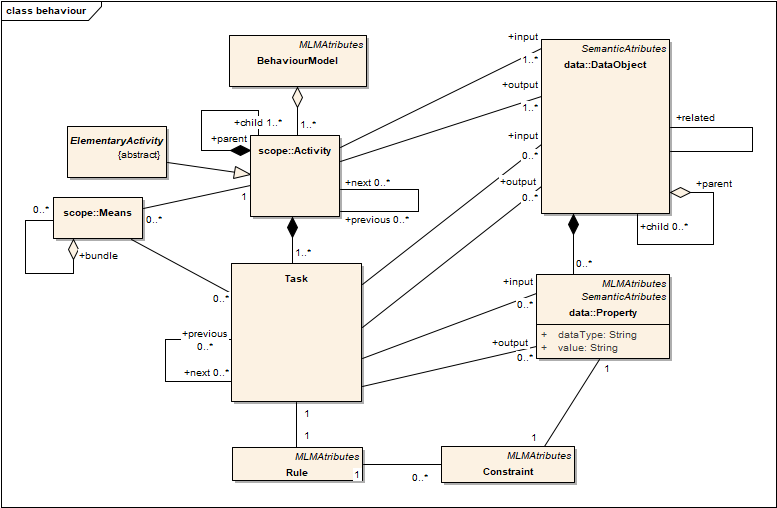 class behaviour
MLMAtributes
BehaviourModel
+child 1..*
1..*
+parent
ElementaryActivity
{abstract}
scope::Activity
+next 0..*
+previous 0..*
1
0..*
scope::Means
0..*
+bundle
0..*
1..*
Task
+previous
0..*
+next 0..*
+input
1..*
+output
1..*
+input
0..*
+output
0..*
SemanticAtributes
data::DataObject
+related
+parent
+child 0..*
0..*
+input
0..*
+output
0..*
MLMAtributes
SemanticAtributes
data::Property
+ dataType: String
+ value: String
1
1
1
1
MLMAtributes
Rule
1
0..*
MLMAtributes
Constraint